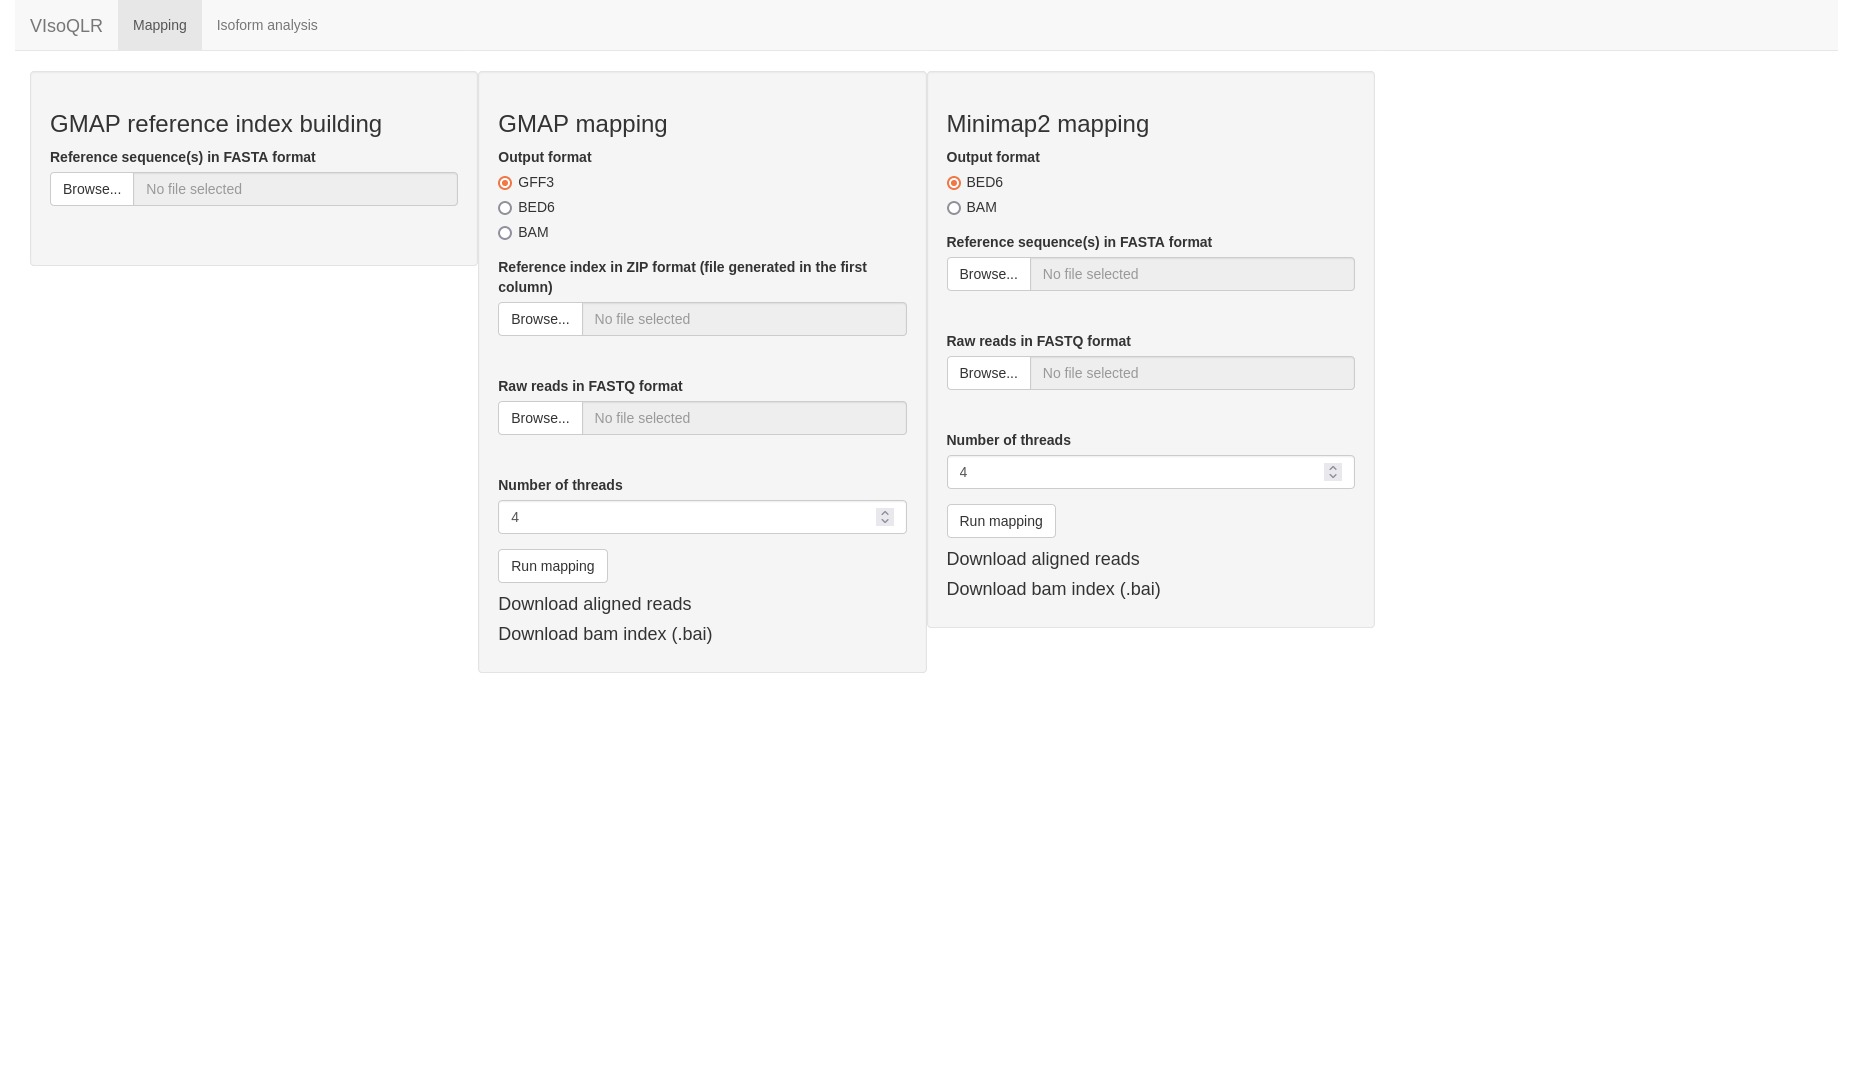 VIsoQLR
Mapping
Isoform analysis
GMAP reference index building
Reference sequence(s) in FASTA format
Browse...
No file selected
GMAP mapping
Output format
GFF3
BED6
BAM
Reference index in ZIP format (file generated in the first
column)
Browse...
No file selected
Raw reads in FASTQ format
Browse...
No file selected
Number of threads
4
Run mapping
Download aligned reads
Download bam index (.bai)
Minimap2 mapping
Output format
BED6
BAM
Reference sequence(s) in FASTA format
Browse...
No file selected
Raw reads in FASTQ format
Browse...
No file selected
Number of threads
4
Run mapping
Download aligned reads
Download bam index (.bai)